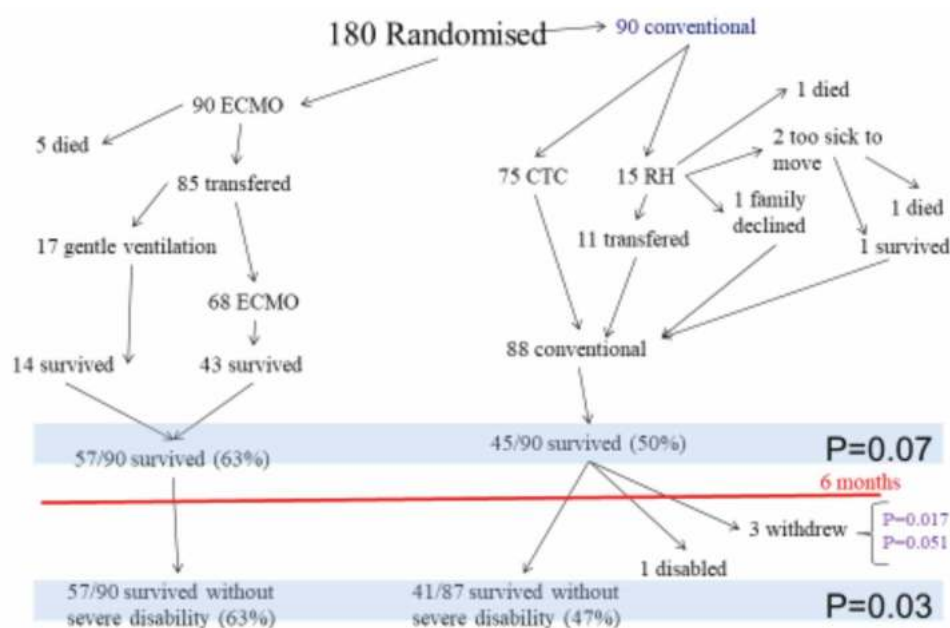 180 Randomised
90 conventional
90 ECMO
5 died
85 transfered
17 gentle ventilation
68 ECMO
14 survived
43 survived
75 CTC
15 RH
1 died
2 too sick to
move
1 family
declined
1 died
1 survived
11 transfered
88 conventional
57/90 survived (63%)
45/90 survived (50%)
P=0.07
6 months
3 withdrew
P=0.017
P=0.051
1 disabled
57/90 survived without
severe disability (63%)
41/87 survived without
severe disability (47%)
P=0.03